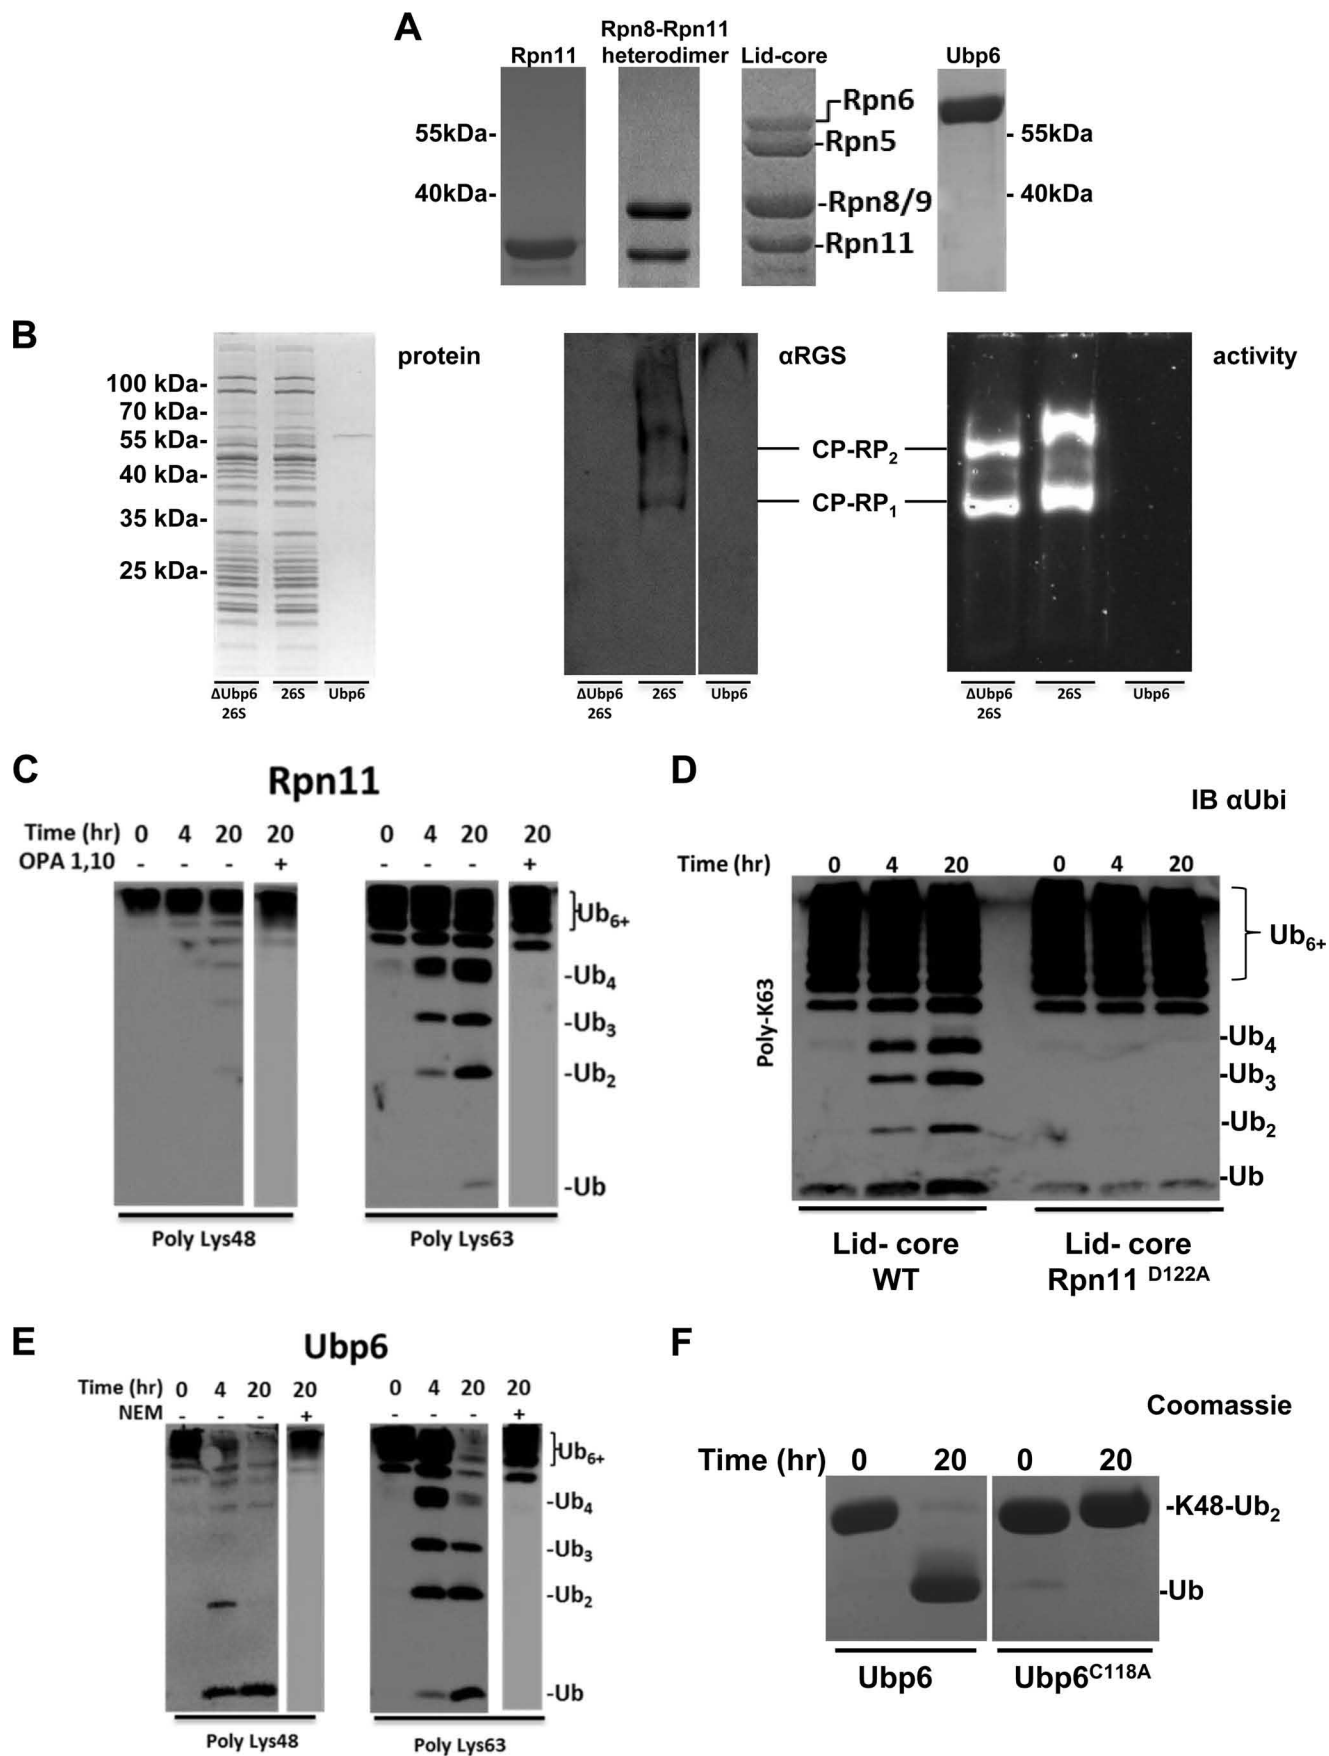 A
Rpn11
Rpn8-Rpn11
heterodimer
Lid-core
Ubp6
55kDa-
40kDa-
Rpn6
-Rpn5
-Rpn8/9
-Rpn11
- 55kDa
- 40kDa
B
protein
100 kDa-
70 kDa-
55 kDa-
40 kDa-
35 kDa-
25 kDa-
ΔUbp6
26S
26S
Ubp6
αRGS
CP-RP2
CP-RP1
ΔUbp6
26S
26S
Ubp6
activity
ΔUbp6
26S
26S
Ubp6
C
Rpn11
Time (hr) 0 4 20 20
OPA 1,10 - - - +
0 4 20 20
- - - +
Ub6+
-Ub4
-Ub3
-Ub2
-Ub
Poly Lys48
Poly Lys63
D
IB αUbi
Time (hr) 0 4 20 0 4 20
Poly-K63
Ub6+
-Ub4
-Ub3
-Ub2
-Ub
Lid- core
WT
Lid- core
Rpn11 D122A
E
Ubp6
Time (hr) 0 4 20 20
NEM - - - +
0 4 20 20
- - - +
Ub6+
-Ub4
-Ub3
-Ub2
-Ub
Poly Lys48
Poly Lys63
F
Coomassie
Time (hr) 0 20 0 20
-K48-Ub2
-Ub
Ubp6
Ubp6C118A